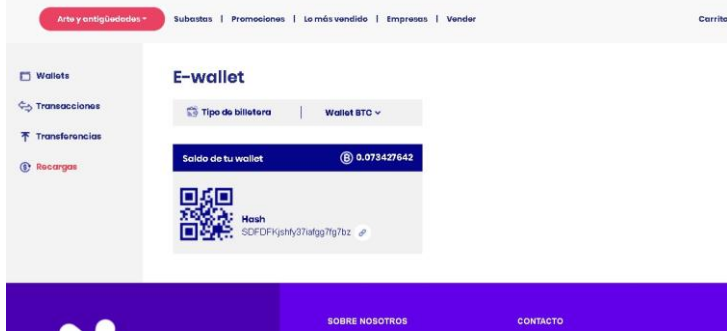 Arte y antigüedades
Subastas | Promociones | Lo más vendido | Empresas | Vender
Carrito
Wallets
Transacciones
Transferencias
Recargas
E-wallet
Tipo de billetera | Wallet BTC
Saldo de tu wallet
0.073427642
Hash
SDFDFKjshfy37iafgg7fg7bz
SOBRE NOSOTROS
CONTACTO